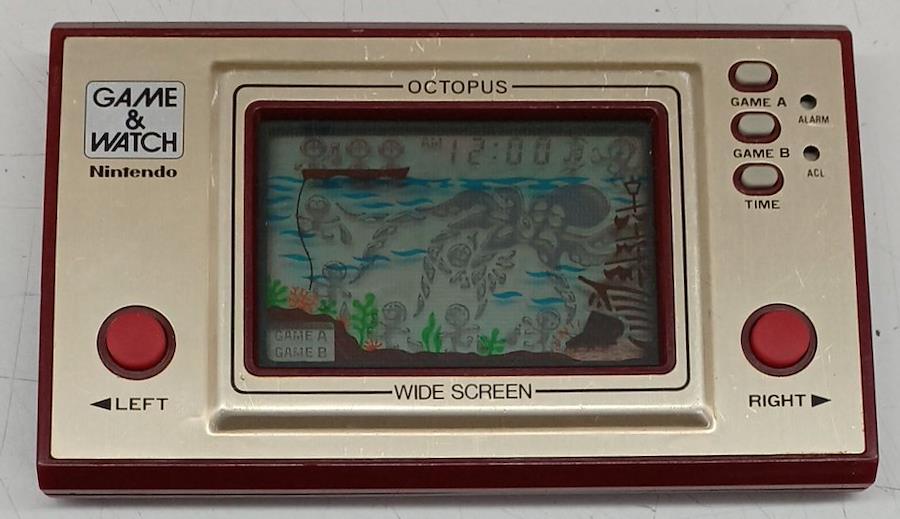 GAME
&
WATCH
Nintendo
OCTOPUS
AM 12:00
GAME A
GAME B
WIDE SCREEN
GAME A
ALARM
GAME B
ACL
TIME
◀LEFT
RIGHT▶